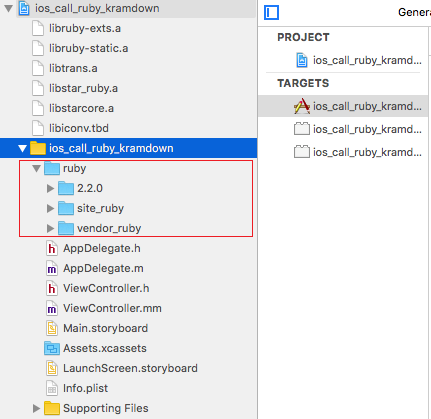 ios_call_ruby_kramdown
libruby-exts.a
libruby-static.a
libtrans.a
libstar_ruby.a
libstarcore.a
libiconv.tbd
ios_call_ruby_kramdown
ruby
2.2.0
site_ruby
vendor_ruby
AppDelegate.h
AppDelegate.m
ViewController.h
ViewController.mm
Main.storyboard
Assets.xcassets
LaunchScreen.storyboard
Info.plist
Supporting Files
Genera
PROJECT
ios_call_ruby_kramd...
TARGETS
ios_call_ruby_kramd...
ios_call_ruby_kramd...
ios_call_ruby_kramd...